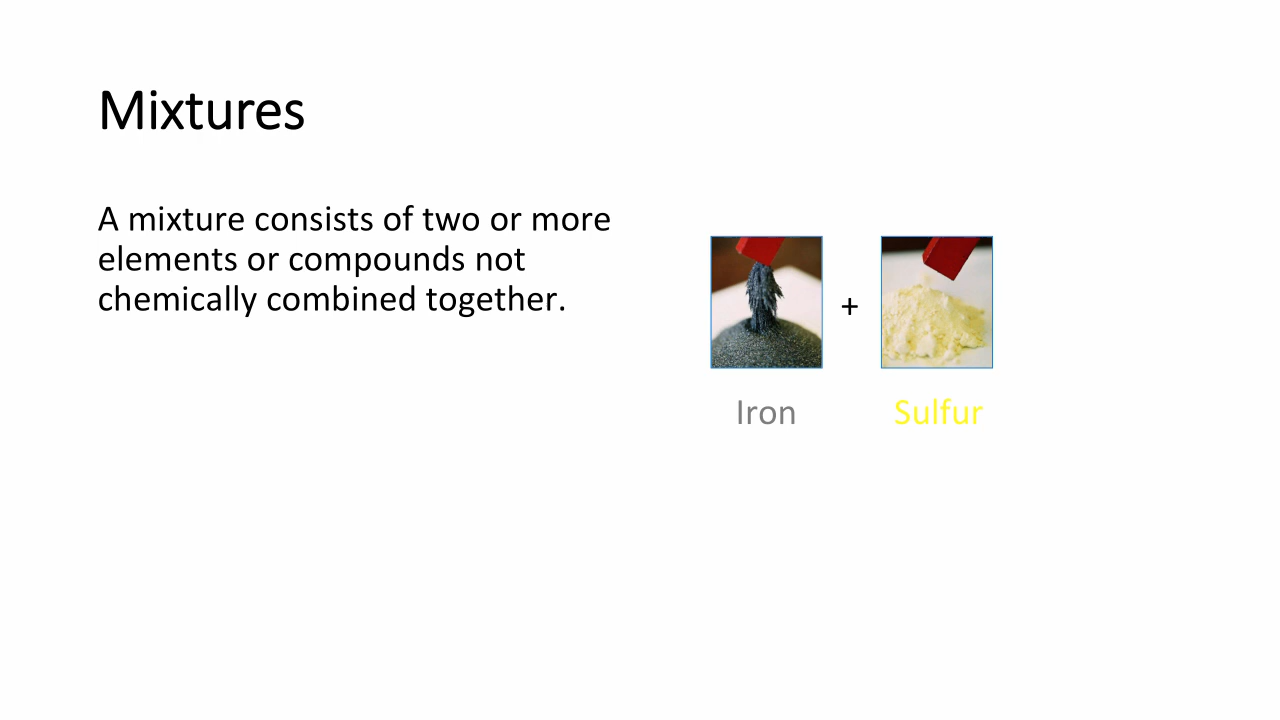 Mixtures
A mixture consists of two or more
elements or compounds not
chemically combined together.
+
Iron
Sulfur